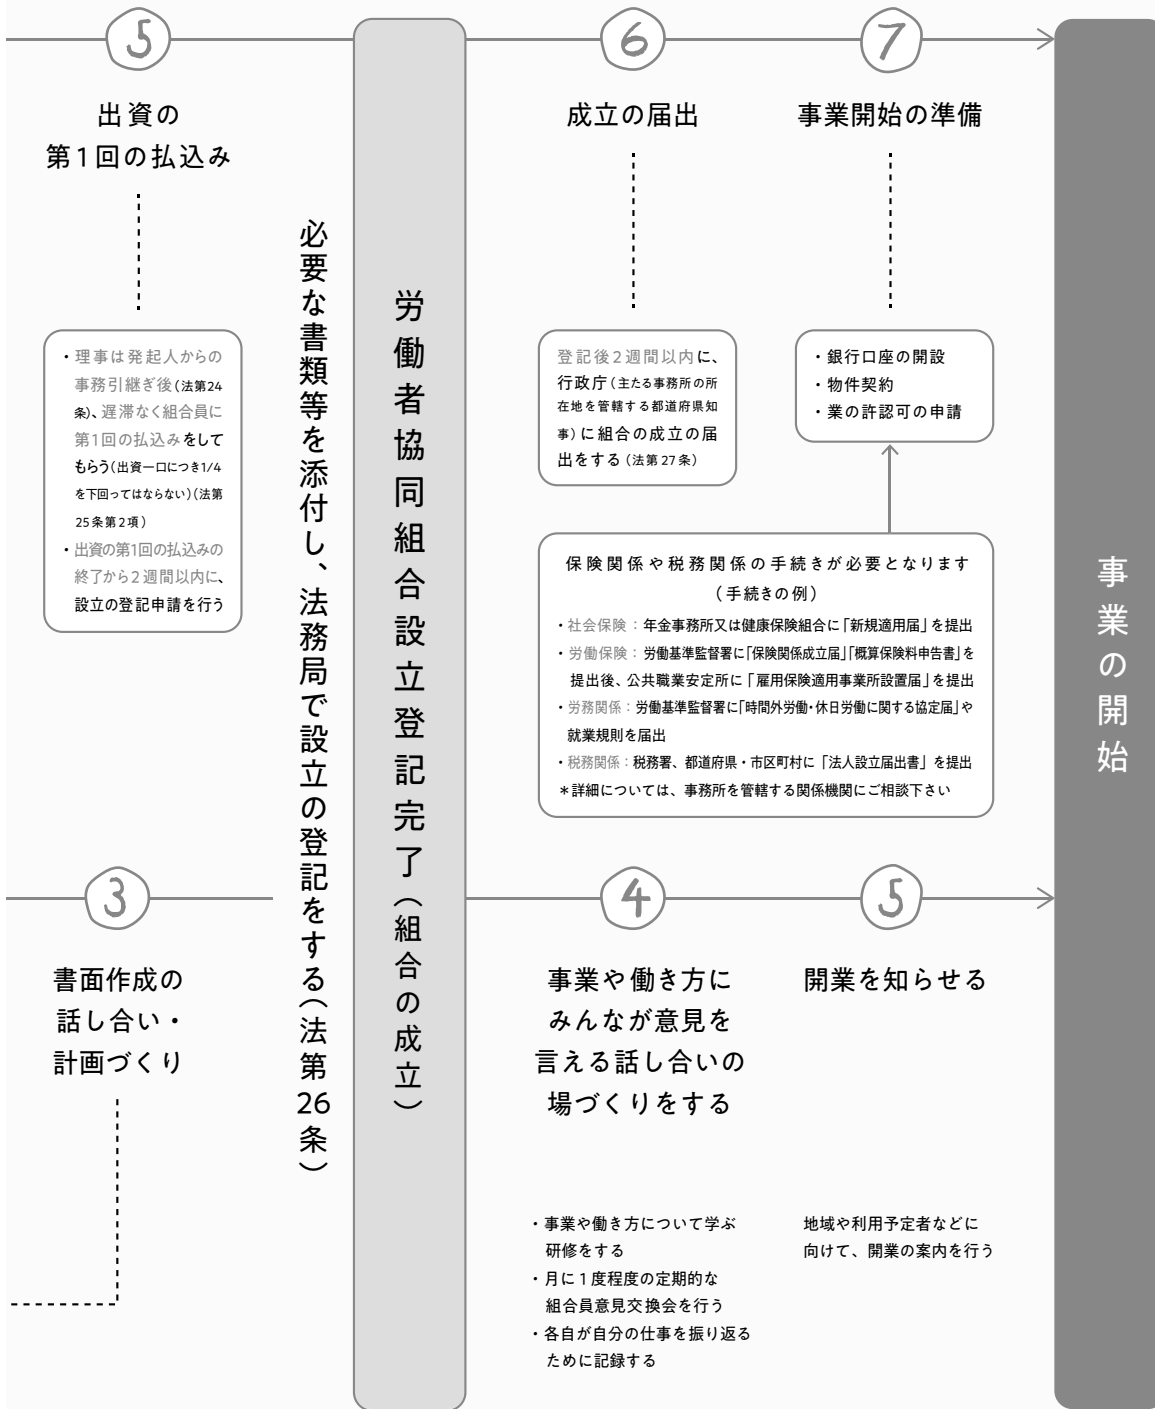 5
出資の
第1回の払込み
・理事は発起人からの
事務引継ぎ後(法第24
条)、遅滞なく組合員に
第1回の払込みをして
もらう(出資一口につき1/4
を下回ってはならない)(法第
25条第2項)
・出資の第1回の払込みの
終了から2週間以内に、
設立の登記申請を行う
必要な書類等を添付し、法務局で設立の登記をする(法第26条)
労働者協同組合設立登記完了(組合の成立)
6
成立の届出
登記後2週間以内に、
行政庁(主たる事務所の所
在地を管轄する都道府県知
事)に組合の成立の届
出をする(法第27条)
7
事業開始の準備
・銀行口座の開設
・物件契約
・業の許認可の申請
保険関係や税務関係の手続きが必要となります
(手続きの例)
・社会保険：年金事務所又は健康保険組合に「新規適用届」を提出
・労働保険：労働基準監督署に「保険関係成立届」「概算保険料申告書」を
提出後、公共職業安定所に「雇用保険適用事業所設置届」を提出
・労務関係：労働基準監督署に「時間外労働・休日労働に関する協定届」や
就業規則を届出
・税務関係：税務署、都道府県・市区町村に「法人設立届出書」を提出
＊詳細については、事務所を管轄する関係機関にご相談下さい
事業の開始
3
書面作成の
話し合い・
計画づくり
4
事業や働き方に
みんなが意見を
言える話し合いの
場づくりをする
・事業や働き方について学ぶ
研修をする
・月に1度程度の定期的な
組合員意見交換会を行う
・各自が自分の仕事を振り返る
ために記録する
5
開業を知らせる
地域や利用予定者などに
向けて、開業の案内を行う